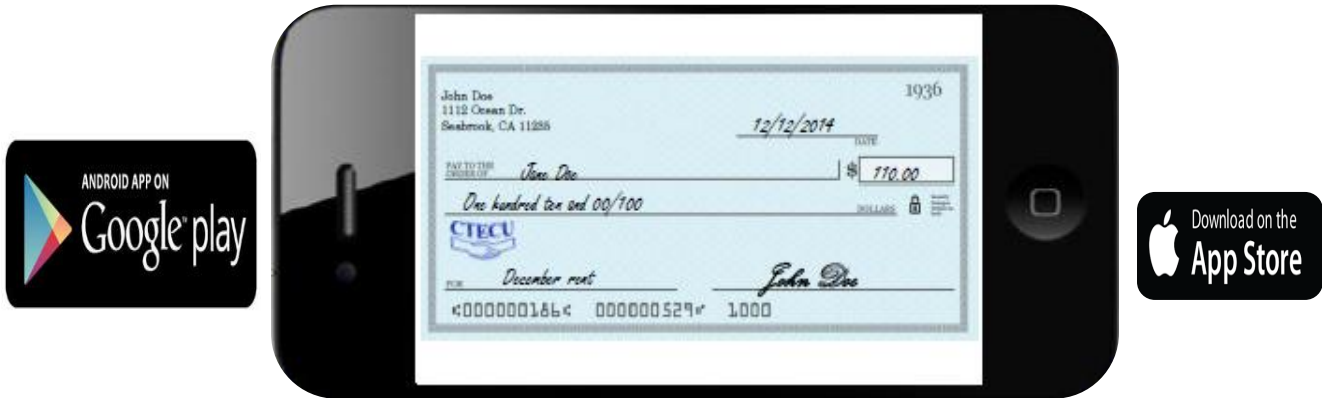 ANDROID APP ON
Google play
John Doe
1112 Ocean Dr.
Seabrook, CA 11235
1936
12/12/2014
DATE
PAY TO THE
ORDER OF
Jane Doe
$ 110.00
One hundred ten and 00/100
DOLLARS
CTECU
FOR
December rent
John Doe
000000186 000000529 1000
Download on the
App Store